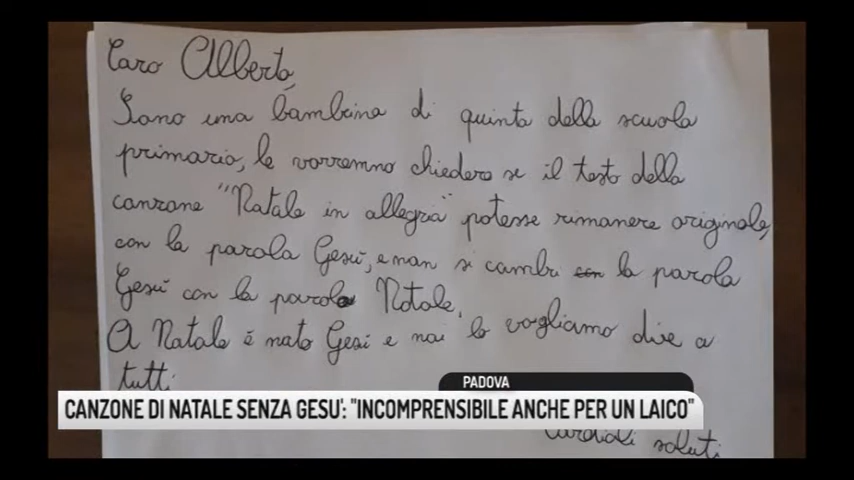 Caro Alberto,
Sono una bambina di quinta della scuola
primaria, le vorremmo chiedere se il testo della
canzone "Natale in allegria" potesse rimanere originale,
con la parola Gesù, e non si cambi con la parola
Gesù con la parola Natale.
A Natale è nato Gesù e noi lo vogliamo dire a
tutti
PADOVA
CANZONE DI NATALE SENZA GESU': "INCOMPRENSIBILE ANCHE PER UN LAICO"
Cordiali saluti